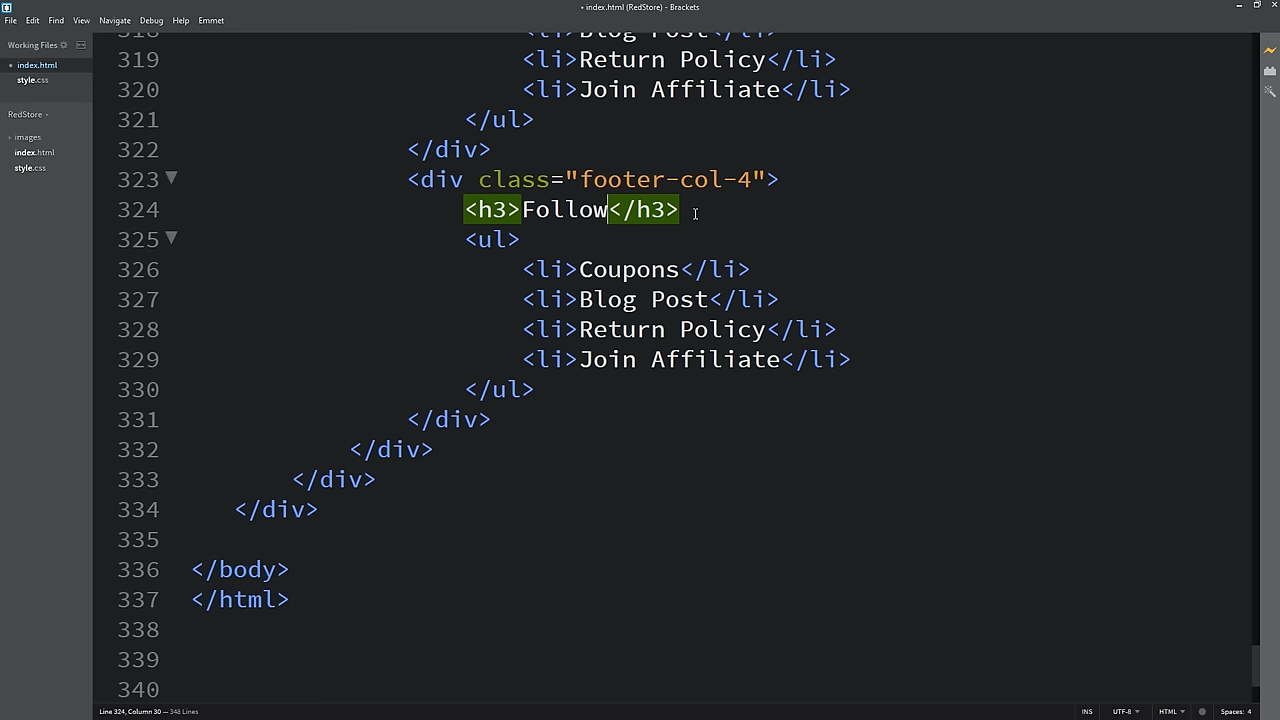 • index.html (RedStore) - Brackets
File Edit Find View Navigate Debug Help Emmet
Working Files
• index.html
style.css
RedStore
images
index.html
style.css
318 <li>Blog Post</li>
319 <li>Return Policy</li>
320 <li>Join Affiliate</li>
321 </ul>
322 </div>
323 <div class="footer-col-4">
324 <h3>Follow</h3>
325 <ul>
326 <li>Coupons</li>
327 <li>Blog Post</li>
328 <li>Return Policy</li>
329 <li>Join Affiliate</li>
330 </ul>
331 </div>
332 </div>
333 </div>
334 </div>
335
336 </body>
337 </html>
338
339
340
Line 324, Column 30 — 348 Lines
INS UTF-8 HTML Spaces: 4